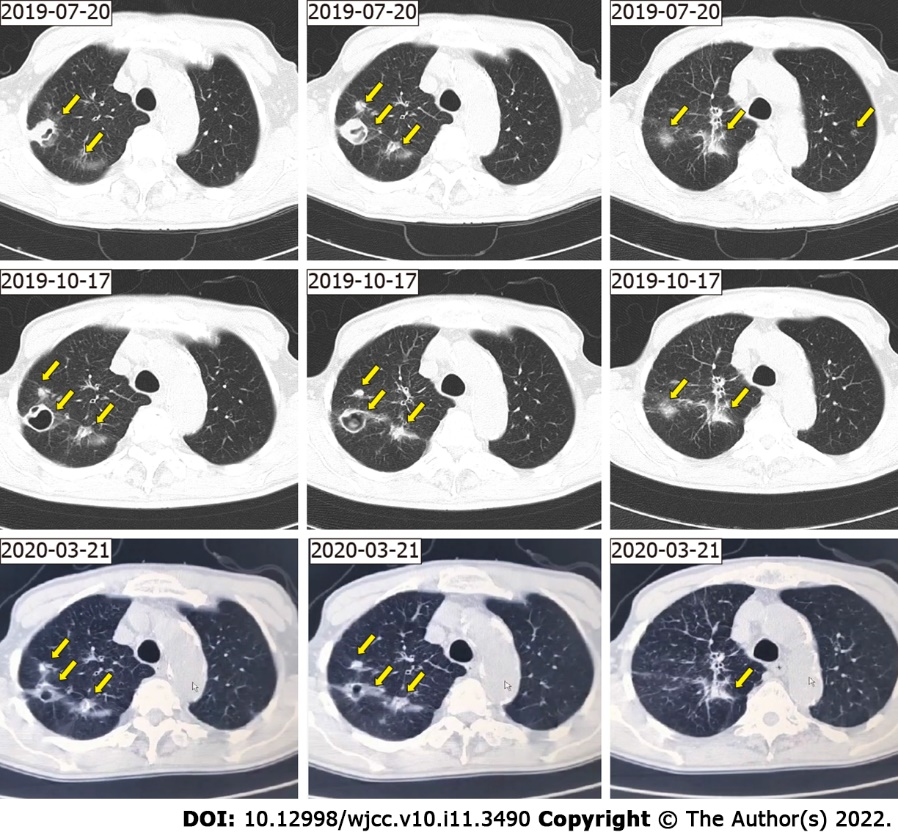 2019-07-20 2019-07-20 2019-07-20
2019-10-17 2019-10-17 2019-10-17
2020-03-21 2020-03-21 2020-03-21
DOI: 10.12998/wjcc.v10.i11.3490 Copyright © The Author(s) 2022.